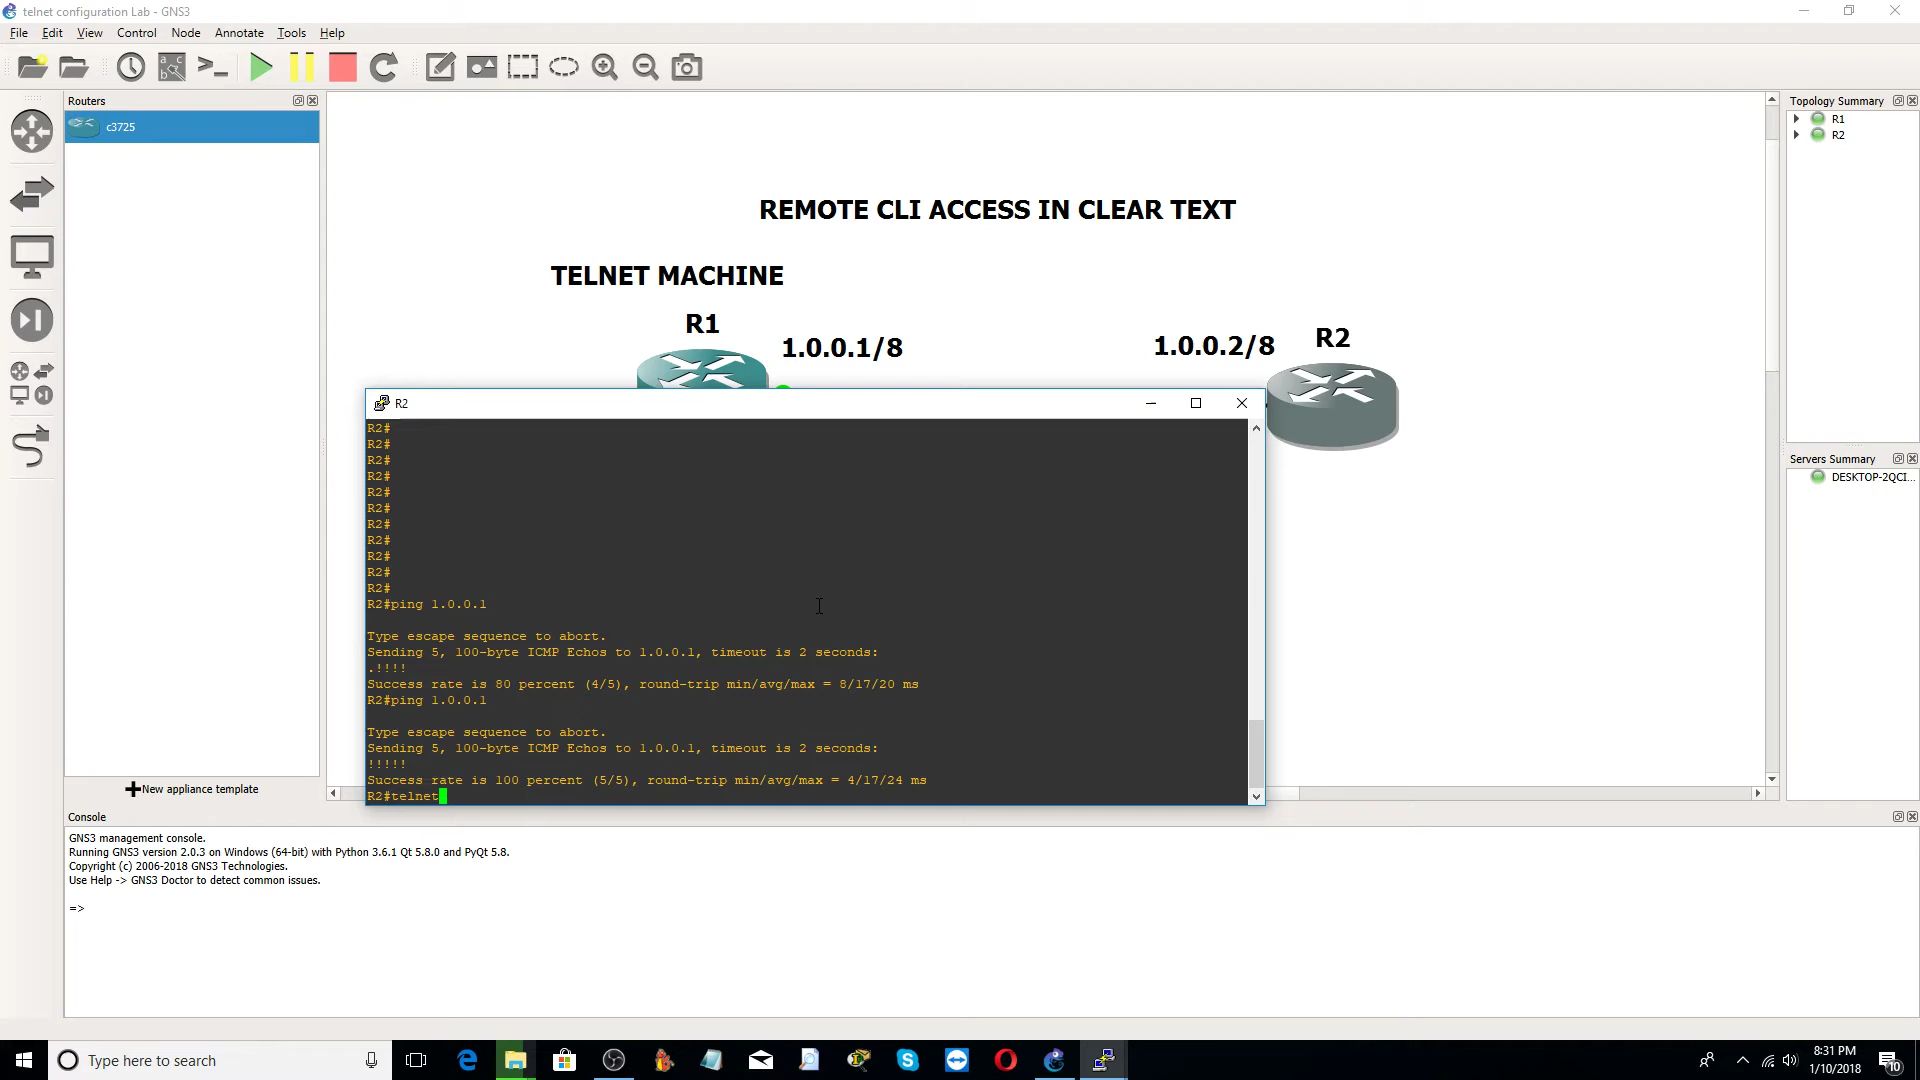 telnet configuration Lab - GNS3
File Edit View Control Node Annotate Tools Help
Routers
c3725
New appliance template
REMOTE CLI ACCESS IN CLEAR TEXT
TELNET MACHINE
R1
1.0.0.1/8
1.0.0.2/8
R2
R2
R2#
R2#
R2#
R2#
R2#
R2#
R2#
R2#
R2#
R2#
R2#
R2#ping 1.0.0.1
Type escape sequence to abort.
Sending 5, 100-byte ICMP Echos to 1.0.0.1, timeout is 2 seconds:
.!!!!
Success rate is 80 percent (4/5), round-trip min/avg/max = 8/17/20 ms
R2#ping 1.0.0.1
Type escape sequence to abort.
Sending 5, 100-byte ICMP Echos to 1.0.0.1, timeout is 2 seconds:
!!!!!
Success rate is 100 percent (5/5), round-trip min/avg/max = 4/17/24 ms
R2#telnet
Topology Summary
R1
R2
Servers Summary
DESKTOP-2QCI...
Console
GNS3 management console.
Running GNS3 version 2.0.3 on Windows (64-bit) with Python 3.6.1 Qt 5.8.0 and PyQt 5.8.
Copyright (c) 2006-2018 GNS3 Technologies.
Use Help -> GNS3 Doctor to detect common issues.
=>
Type here to search
8:31 PM
1/10/2018
10